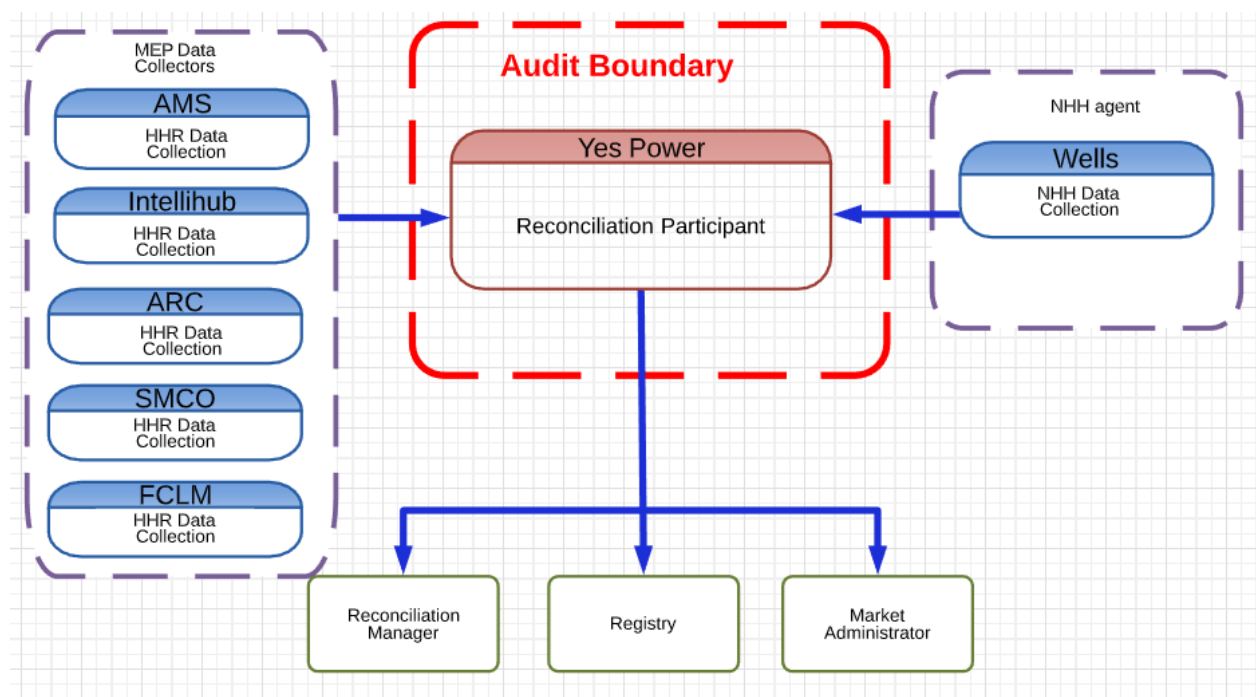 MEP Data
Collectors
AMS
HHR Data
Collection
Intellihub
HHR Data
Collection
ARC
HHR Data
Collection
SMCO
HHR Data
Collection
FCLM
HHR Data
Collection
Audit Boundary
Yes Power
Reconciliation Participant
NHH agent
Wells
NHH Data
Collection
Reconciliation
Manager
Registry
Market
Administrator